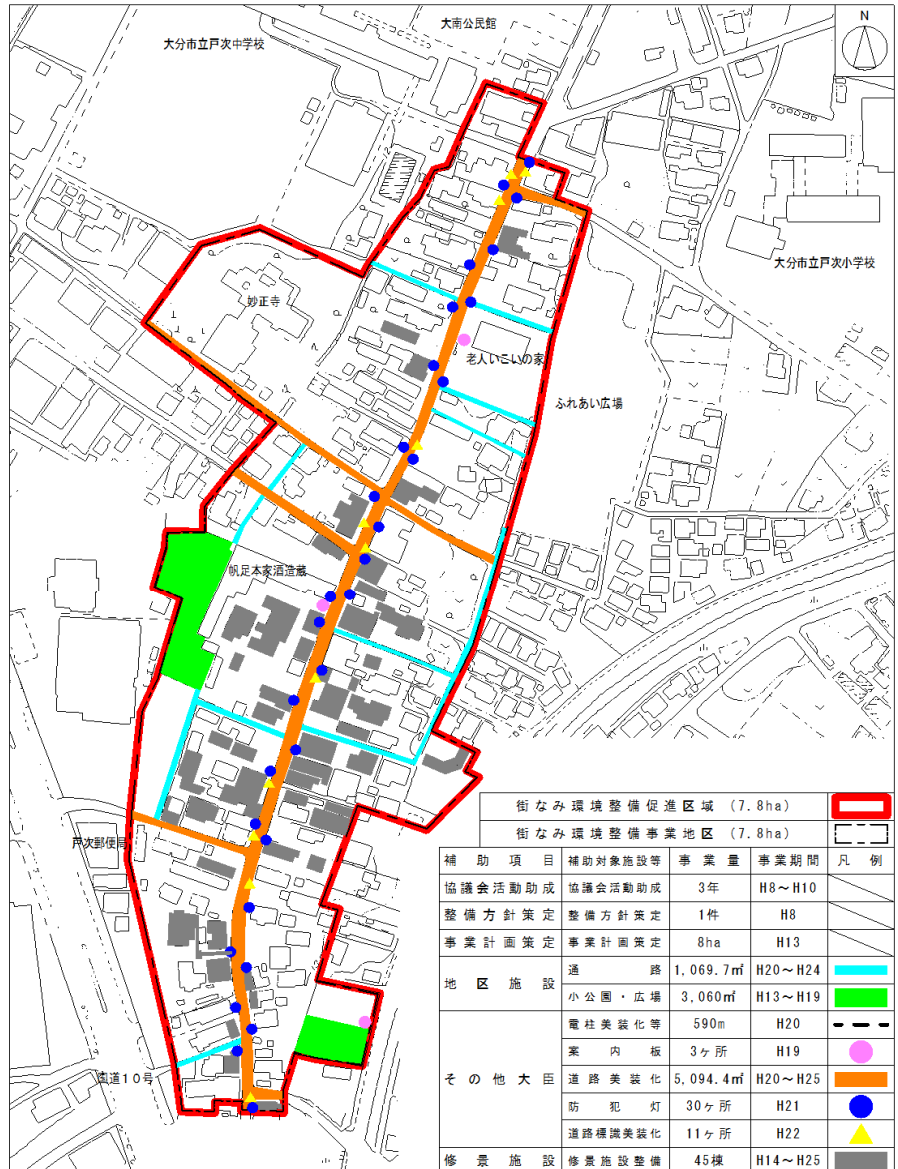 大南公民館
N
大分市立戸次中学校
大分市立戸次小学校
妙正寺
老人いこいの家
ふれあい広場
帆足本家酒造蔵
戸次郵便局
国道10号
街なみ環境整備促進区域 (7.8ha)
街なみ環境整備事業地区 (7.8ha)
補助項目 補助対象施設等 事業量 事業期間 凡例
協議会活動助成 協議会活動助成 3年 H8～H10
整備方針策定 整備方針策定 1件 H8
事業計画策定 事業計画策定 8ha H13
地区施設 通路 1,069.7㎡ H20～H24
小公園・広場 3,060㎡ H13～H19
その他大臣 電柱美装化等 590m H20
案内板 3ヶ所 H19
道路美装化 5,094.4㎡ H20～H25
防犯灯 30ヶ所 H21
道路標識美装化 11ヶ所 H22
修景施設 修景施設整備 45棟 H14～H25